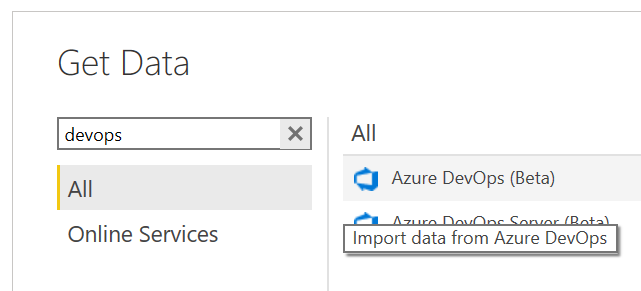 Get Data
devops
All
Online Services
All
Azure DevOps (Beta)
Azure DevOps Server (Beta)
Import data from Azure DevOps